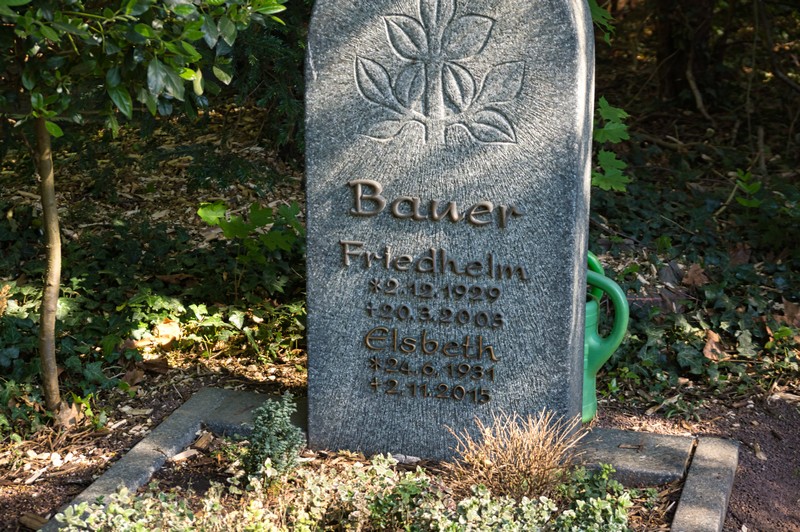 Bauer
Friedhelm
*2.12.1929
†20.3.2003
Elsbeth
*24.6.1931
†2.11.2015